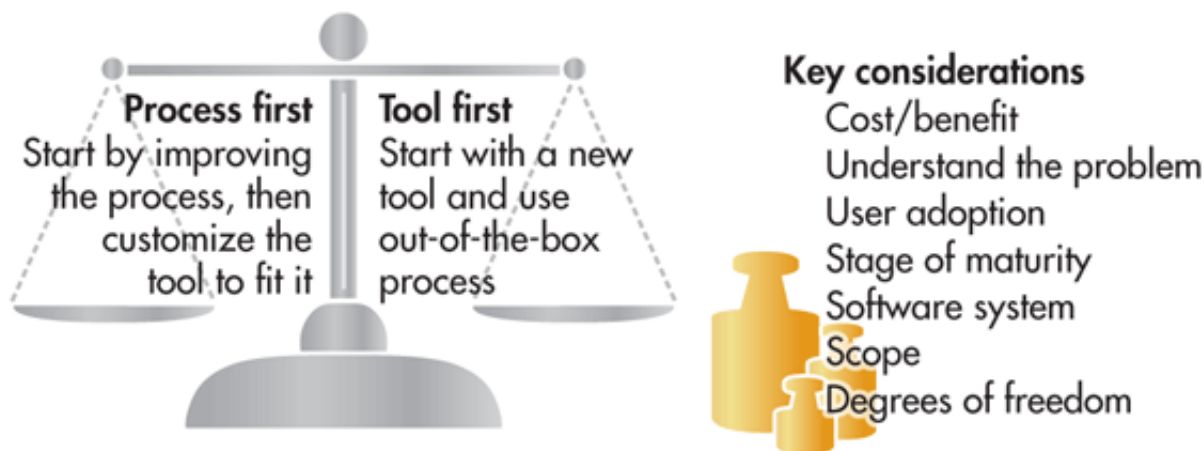 Process first
Start by improving
the process, then
customize the
tool to fit it
Tool first
Start with a new
tool and use
out-of-the-box
process
Key considerations
Cost/benefit
Understand the problem
User adoption
Stage of maturity
Software system
Scope
Degrees of freedom